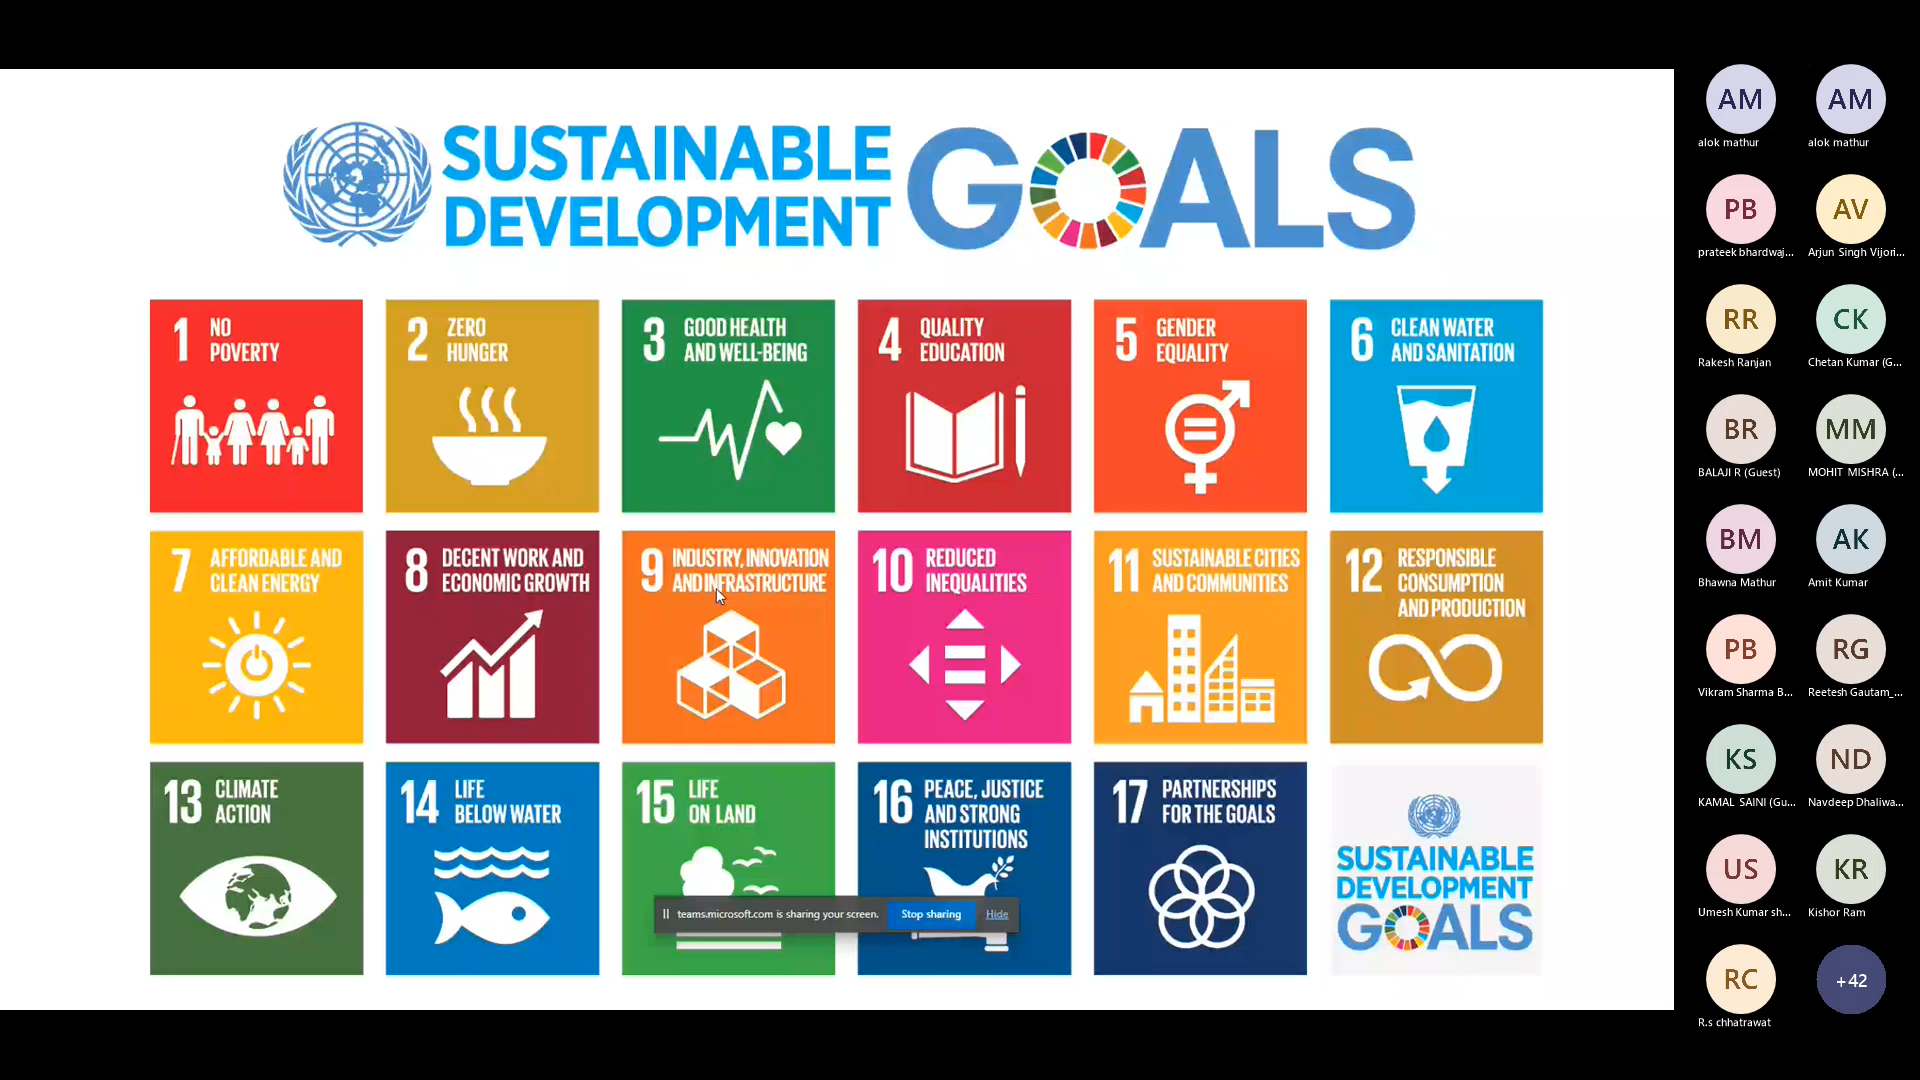 SUSTAINABLE
DEVELOPMENT
GOALS
1 NO
POVERTY
2 ZERO
HUNGER
3 GOOD HEALTH
AND WELL-BEING
4 QUALITY
EDUCATION
5 GENDER
EQUALITY
6 CLEAN WATER
AND SANITATION
7 AFFORDABLE AND
CLEAN ENERGY
8 DECENT WORK AND
ECONOMIC GROWTH
9 INDUSTRY, INNOVATION
AND INFRASTRUCTURE
10 REDUCED
INEQUALITIES
11 SUSTAINABLE CITIES
AND COMMUNITIES
12 RESPONSIBLE
CONSUMPTION
AND PRODUCTION
13 CLIMATE
ACTION
14 LIFE
BELOW WATER
15 LIFE
ON LAND
16 PEACE, JUSTICE
AND STRONG
INSTITUTIONS
17 PARTNERSHIPS
FOR THE GOALS
SUSTAINABLE
DEVELOPMENT
GOALS
teams.microsoft.com is sharing your screen. Stop sharing Hide
AM
alok mathur
AM
alok mathur
PB
prateek bhardwaj...
AV
Arjun Singh Vijori...
RR
Rakesh Ranjan
CK
Chetan Kumar (G...
BR
BALAJI R (Guest)
MM
MOHIT MISHRA (...
BM
Bhawna Mathur
AK
Amit Kumar
PB
Vikram Sharma B...
RG
Reetesh Gautam_...
KS
KAMAL SAINI (Gu...
ND
Navdeep Dhaliwa...
US
Umesh Kumar sh...
KR
Kishor Ram
RC
R.s chhatrawat
+42